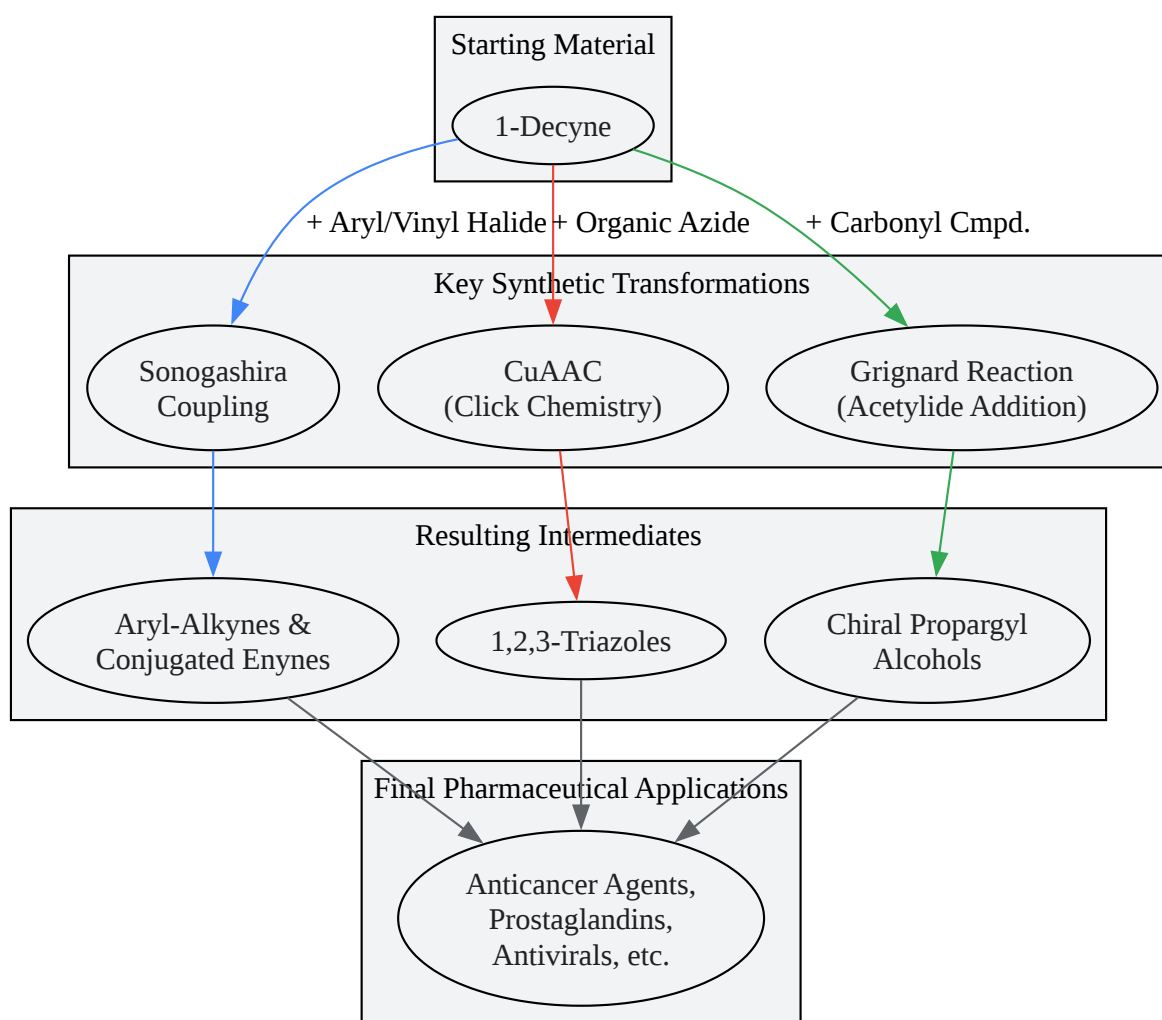 Starting Material
1-Decyne
+ Aryl/Vinyl Halide
+ Organic Azide
+ Carbonyl Cmpd.
Key Synthetic Transformations
Sonogashira
Coupling
CuAAC
(Click Chemistry)
Grignard Reaction
(Acetylide Addition)
Resulting Intermediates
Aryl-Alkynes &
Conjugated Enynes
1,2,3-Triazoles
Chiral Propargyl
Alcohols
Final Pharmaceutical Applications
Anticancer Agents,
Prostaglandins,
Antivirals, etc.